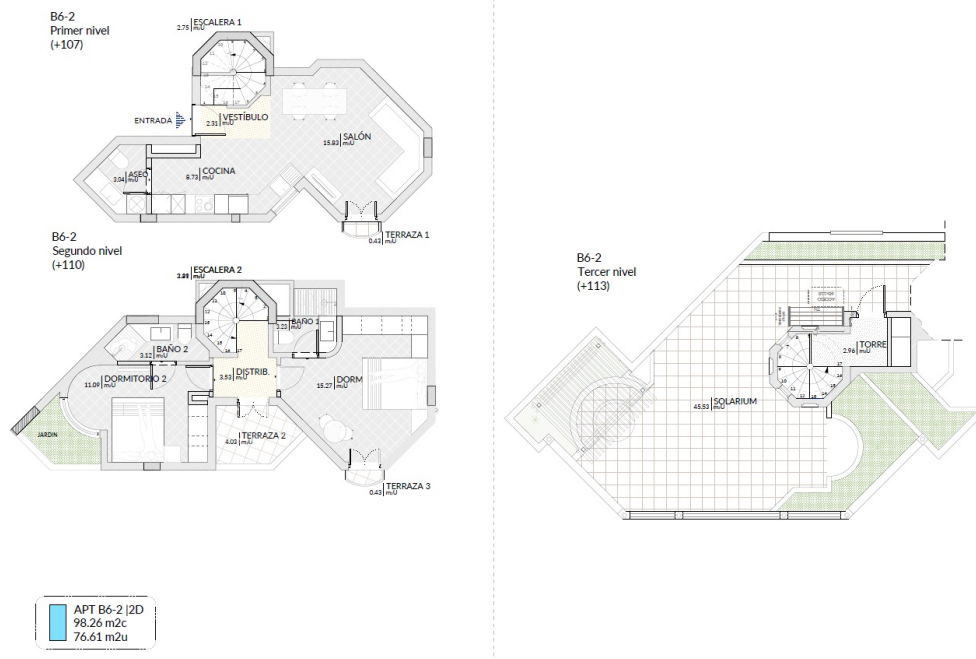 B6-2
Primer nivel
(+107)
ESCALERA 1
2.75 m2U
ENTRADA
VESTÍBULO
2.31 m2U
SALÓN
15.83 m2U
ASEO
3.04 m2U
COCINA
8.73 m2U
TERRAZA 1
0.43 m2U
B6-2
Segundo nivel
(+110)
ESCALERA 2
BAÑO 1
3.23 m2U
BAÑO 2
3.12 m2U
DORMITORIO 2
11.09 m2U
DISTRIB.
3.53 m2U
DORM
15.27 m2U
JARDIN
TERRAZA 2
4.03 m2U
TERRAZA 3
0.43 m2U
B6-2
Tercer nivel
(+113)
TORRE
2.96 m2U
SOLARIUM
45.53 m2U
APT B6-2 |2D
98.26 m2c
76.61 m2u